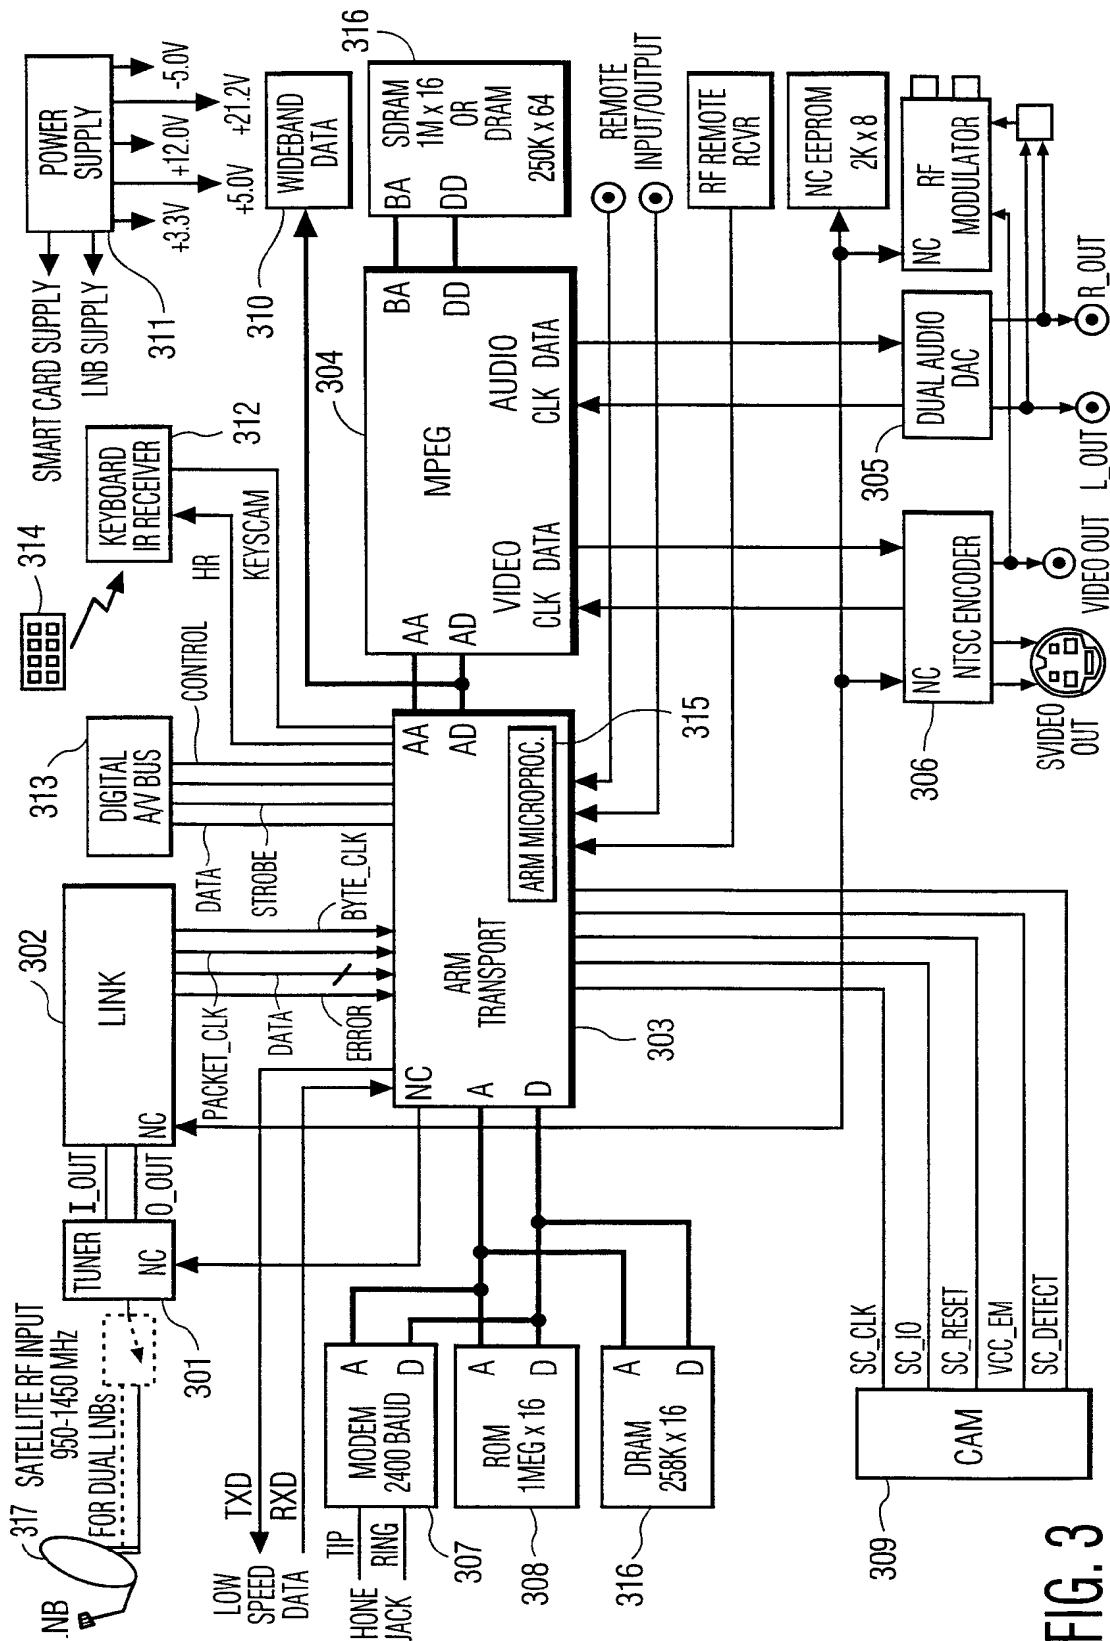 .NB
317
SATELLITE RF INPUT
950-1450 MHz
FOR DUAL LNBs
301
TUNER
NC
I_OUT
O_OUT
LINK
NC
302
PACKET_CLK
DATA
ERROR
BYTE_CLK
DIGITAL
A/V BUS
313
DATA
STROBE
CONTROL
314
KEYBOARD
IR RECEIVER
312
HR
KEYSCAM
SMART CARD SUPPLY
LNB SUPPLY
311
POWER
SUPPLY
+3.3V
+5.0V
+12.0V
+21.2V
-5.0V
LOW
SPEED
DATA
TXD
RXD
HONE
JACK
TIP
RING
MODEM
2400 BAUD
A
D
307
ROM
1MEG x 16
A
D
308
DRAM
258K x 16
A
D
316
NC
A
D
ARM
TRANSPORT
AA
AD
ARM MICROPROC.
303
315
AA
AD
MPEG
BA
DD
VIDEO
CLK DATA
AUDIO
CLK DATA
304
310
WIDEBAND
DATA
BA
DD
SDRAM
1M x 16
OR
DRAM
250K x 64
316
REMOTE
INPUT/OUTPUT
RF REMOTE
RCVR
NC EEPROM
2K x 8
NC
RF
MODULATOR
DUAL AUDIO
DAC
305
NC
NTSC ENCODER
306
SVIDEO
OUT
VIDEO OUT
L_OUT
R_OUT
CAM
309
SC_CLK
SC_IO
SC_RESET
VCC_EM
SC_DETECT
FIG. 3